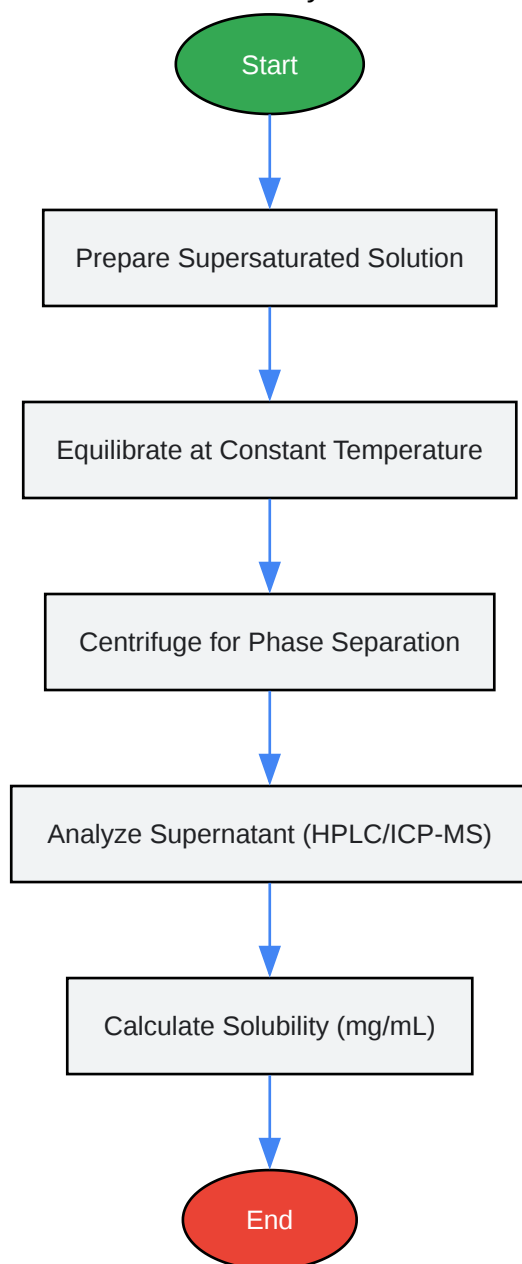 Start
Prepare Supersaturated Solution
Equilibrate at Constant Temperature
Centrifuge for Phase Separation
Analyze Supernatant (HPLC/ICP-MS)
Calculate Solubility (mg/mL)
End